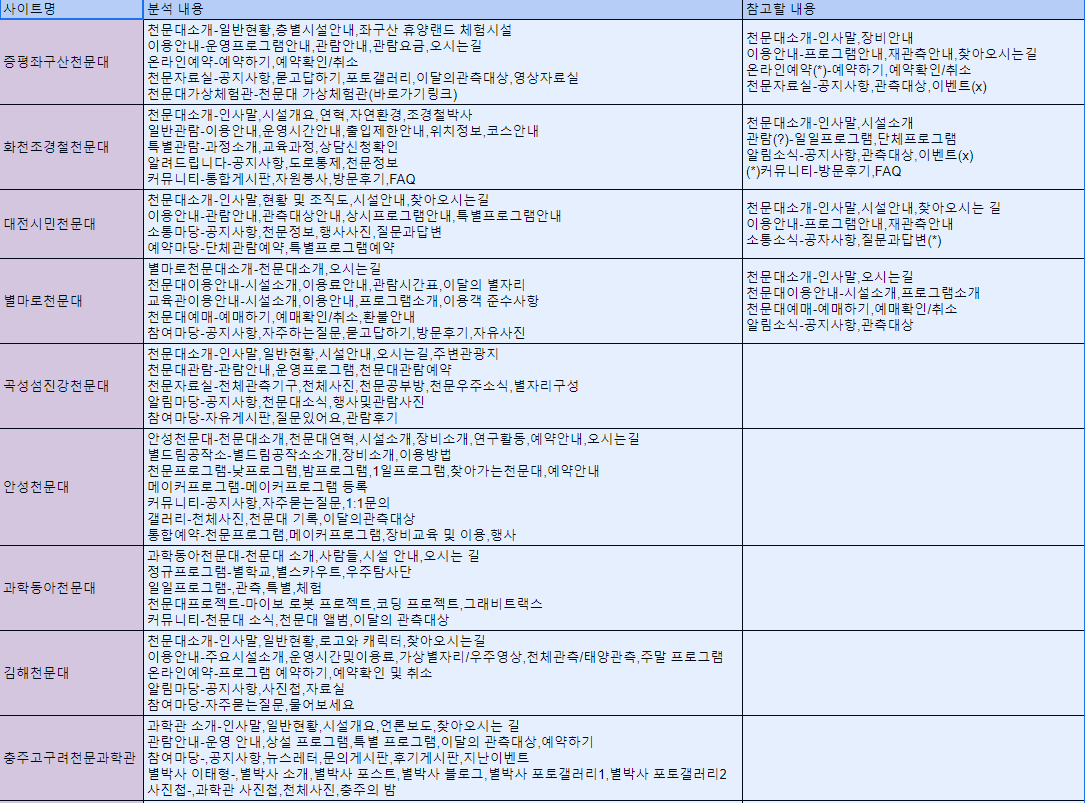 사이트명
분석 내용
참고할 내용
증평좌구산천문대
천문대소개-일반현황,층별시설안내,좌구산 휴양랜드 체험시설
이용안내-운영프로그램안내,관람안내,관람요금,오시는길
온라인예약-예약하기,예약확인/취소
천문자료실-공지사항,묻고답하기,포토갤러리,이달의관측대상,영상자료실
천문대가상체험관-천문대 가상체험관(바로가기링크)
천문대소개-인사말,장비안내
이용안내-프로그램안내,재관측안내,찾아오시는길
온라인예약(*)-예약하기,예약확인/취소
천문자료실-공지사항,관측대상,이벤트(x)
화천조경철천문대
천문대소개-인사말,시설개요,연혁,자연환경,조경철박사
일반관람-이용안내,운영시간안내,출입제한안내,위치정보,코스안내
특별관람-과정소개,교육과정,상담신청확인
알려드립니다-공지사항,도로통제,천문정보
커뮤니티-통합게시판,자원봉사,방문후기,FAQ
천문대소개-인사말,시설소개
관람(?)-일일프로그램,단체프로그램
알림소식-공지사항,관측대상,이벤트(x)
(*)커뮤니티-방문후기,FAQ
대전시민천문대
천문대소개-인사말,현황 및 조직도,시설안내,찾아오시는길
이용안내-관람안내,관측대상안내,상시프로그램안내,특별프로그램안내
소통마당-공지사항,천문정보,행사사진,질문과답변
예약마당-단체관람예약,특별프로그램예약
천문대소개-인사말,시설안내,찾아오시는 길
이용안내-프로그램안내,재관측안내
소통소식-공자사항,질문과답변(*)
별마로천문대
별마로천문대소개-천문대소개,오시는길
천문대이용안내-시설소개,이용료안내,관람시간표,이달의 별자리
교육관이용안내-시설소개,이용안내,프로그램소개,이용객 준수사항
천문대예매-예매하기,예매확인/취소,환불안내
참여마당-공지사항,자주하는질문,묻고답하기,방문후기,자유사진
천문대소개-인사말,오시는길
천문대이용안내-시설소개,프로그램소개
천문대예매-예매하기,예매확인/취소
알림소식-공지사항,관측대상
곡성섬진강천문대
천문대소개-인사말,일반현황,시설안내,오시는길,주변관광지
천문대관람-관람안내,운영프로그램,천문대관람예약
천문자료실-천체관측기구,천체사진,천문공부방,천문우주소식,별자리구성
알림마당-공지사항,천문대소식,행사및관람사진
참여마당-자유게시판,질문있어요,관람후기
안성천문대
안성천문대-천문대소개,천문대연혁,시설소개,장비소개,연구활동,예약안내,오시는길
별드림공작소-별드림공작소소개,장비소개,이용방법
천문프로그램-낮프로그램,밤프로그램,1일프로그램,찾아가는천문대,예약안내
메이커프로그램-메이커프로그램 등록
커뮤니티-공지사항,자주묻는질문,1:1문의
갤러리-천체사진,천문대 기록,이달의관측대상
통합예약-천문프로그램,메이커프로그램,장비교육 및 이용,행사
과학동아천문대
과학동아천문대-천문대 소개,사람들,시설 안내,오시는 길
정규프로그램-별학교,별스카우트,우주탐사단
일일프로그램-,관측,특별,체험
천문대프로젝트-마이보 로봇 프로젝트,코딩 프로젝트,그래비트랙스
커뮤니티-천문대 소식,천문대 앨범,이달의 관측대상
김해천문대
천문대소개-인사말,일반현황,로고와 캐릭터,찾아오시는길
이용안내-주요시설소개,운영시간및이용료,가상별자리/우주영상,천체관측/태양관측,주말 프로그램
온라인예약-프로그램 예약하기,예약확인 및 취소
알림마당-공지사항,사진첩,자료실
참여마당-자주묻는질문,물어보세요
충주고구려천문과학관
과학관 소개-인사말,일반현황,시설개요,언론보도,찾아오시는 길
관람안내-운영 안내,상설 프로그램,특별 프로그램,이달의 관측대상,예약하기
참여마당-,공지사항,뉴스레터,문의게시판,후기게시판,지난이벤트
별박사 이태형-,별박사 소개,별박사 포스트,별박사 블로그,별박사 포토갤러리1,별박사 포토갤러리2
사진첩-,과학관 사진첩,천체사진,충주의 밤